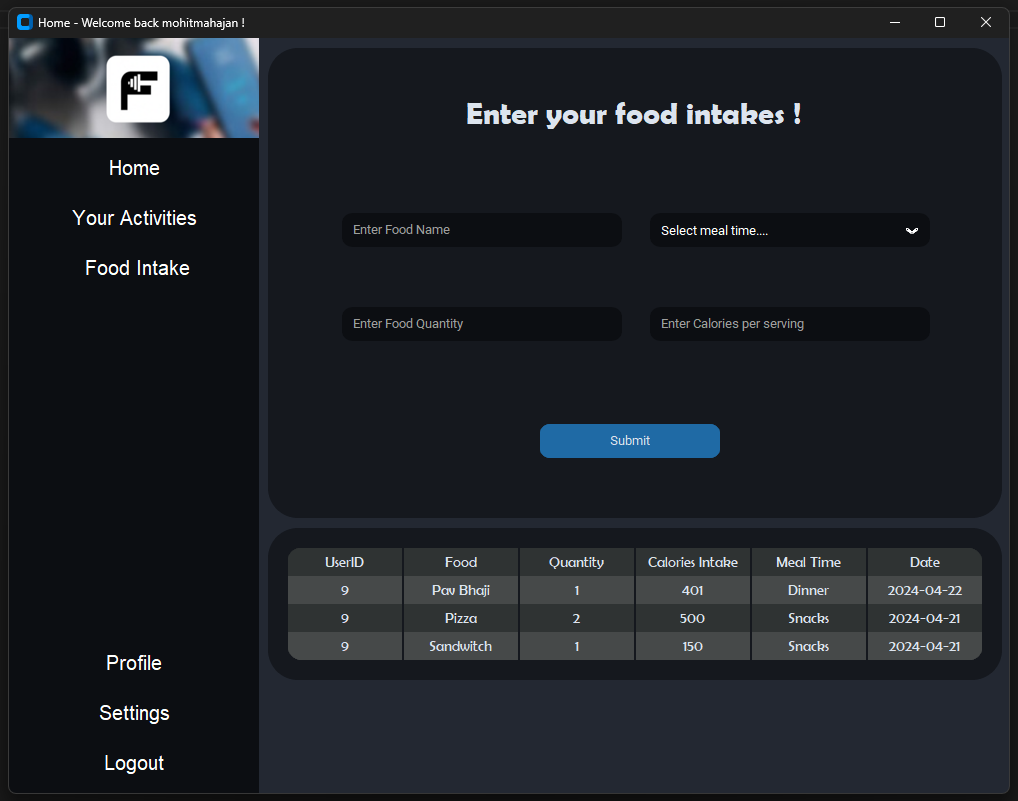 Home - Welcome back mohitmahajan !
F
Home
Your Activities
Food Intake
Profile
Settings
Logout
Enter your food intakes !
Enter Food Name
Select meal time....
Enter Food Quantity
Enter Calories per serving
Submit
UserID Food Quantity Calories Intake Meal Time Date
9 Pav Bhaji 1 401 Dinner 2024-04-22
9 Pizza 2 500 Snacks 2024-04-21
9 Sandwitch 1 150 Snacks 2024-04-21